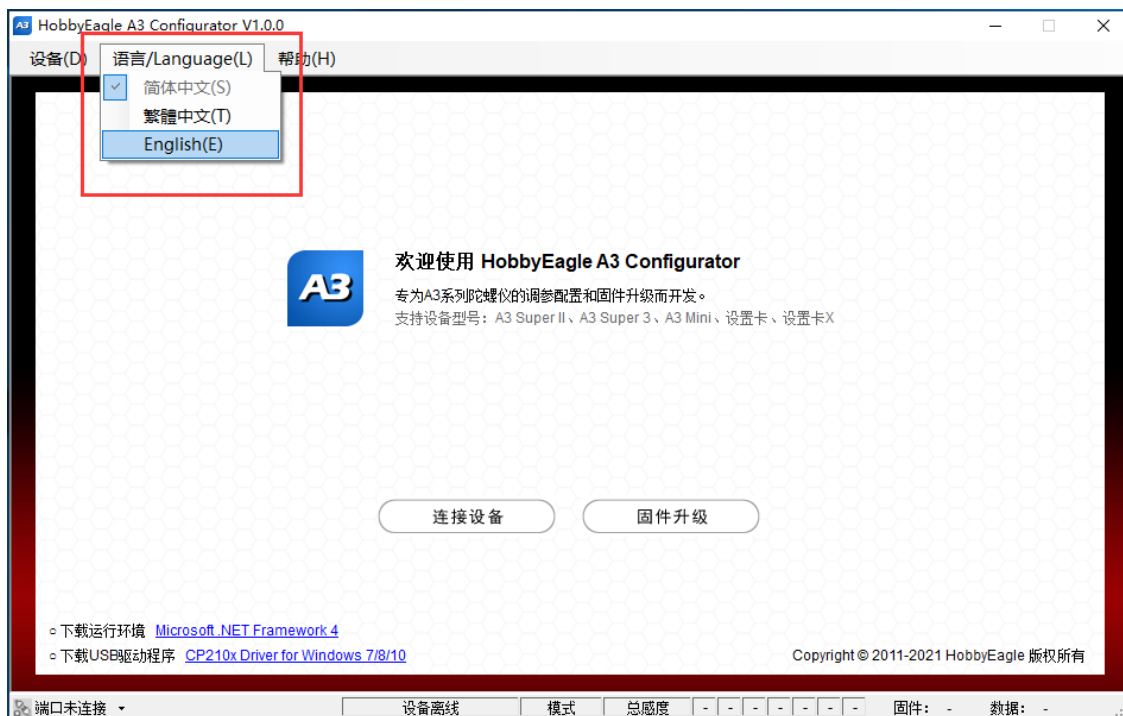 A3 HobbyEagle A3 Configurator V1.0.0
设备(D) 语言/Language(L) 帮助(H)
简体中文(S)
繁體中文(T)
English(E)
A3
欢迎使用 HobbyEagle A3 Configurator
专为A3系列陀螺仪的调参配置和固件升级而开发。
支持设备型号：A3 Super II、A3 Super 3、A3 Mini、设置卡、设置卡X
连接设备 固件升级
○ 下载运行环境 Microsoft .NET Framework 4
○ 下载USB驱动程序 CP210x Driver for Windows 7/8/10
Copyright © 2011-2021 HobbyEagle 版权所有
端口未连接 设备离线 模式 总感度 - - - - - - - 固件： - 数据： -